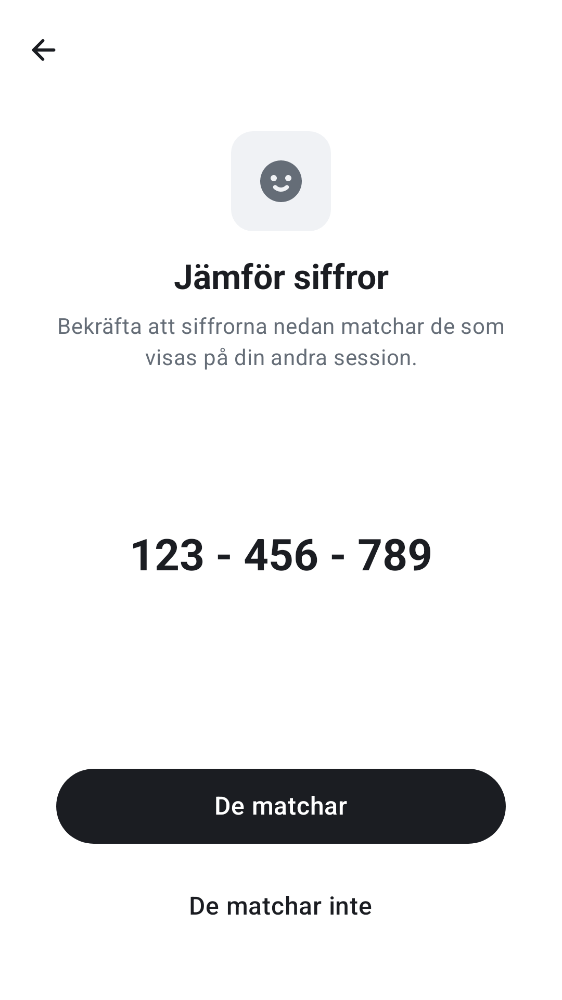 Jämför siffror
Bekräfta att siffrorna nedan matchar de som
visas på din andra session.
123 - 456 - 789
De matchar
De matchar inte